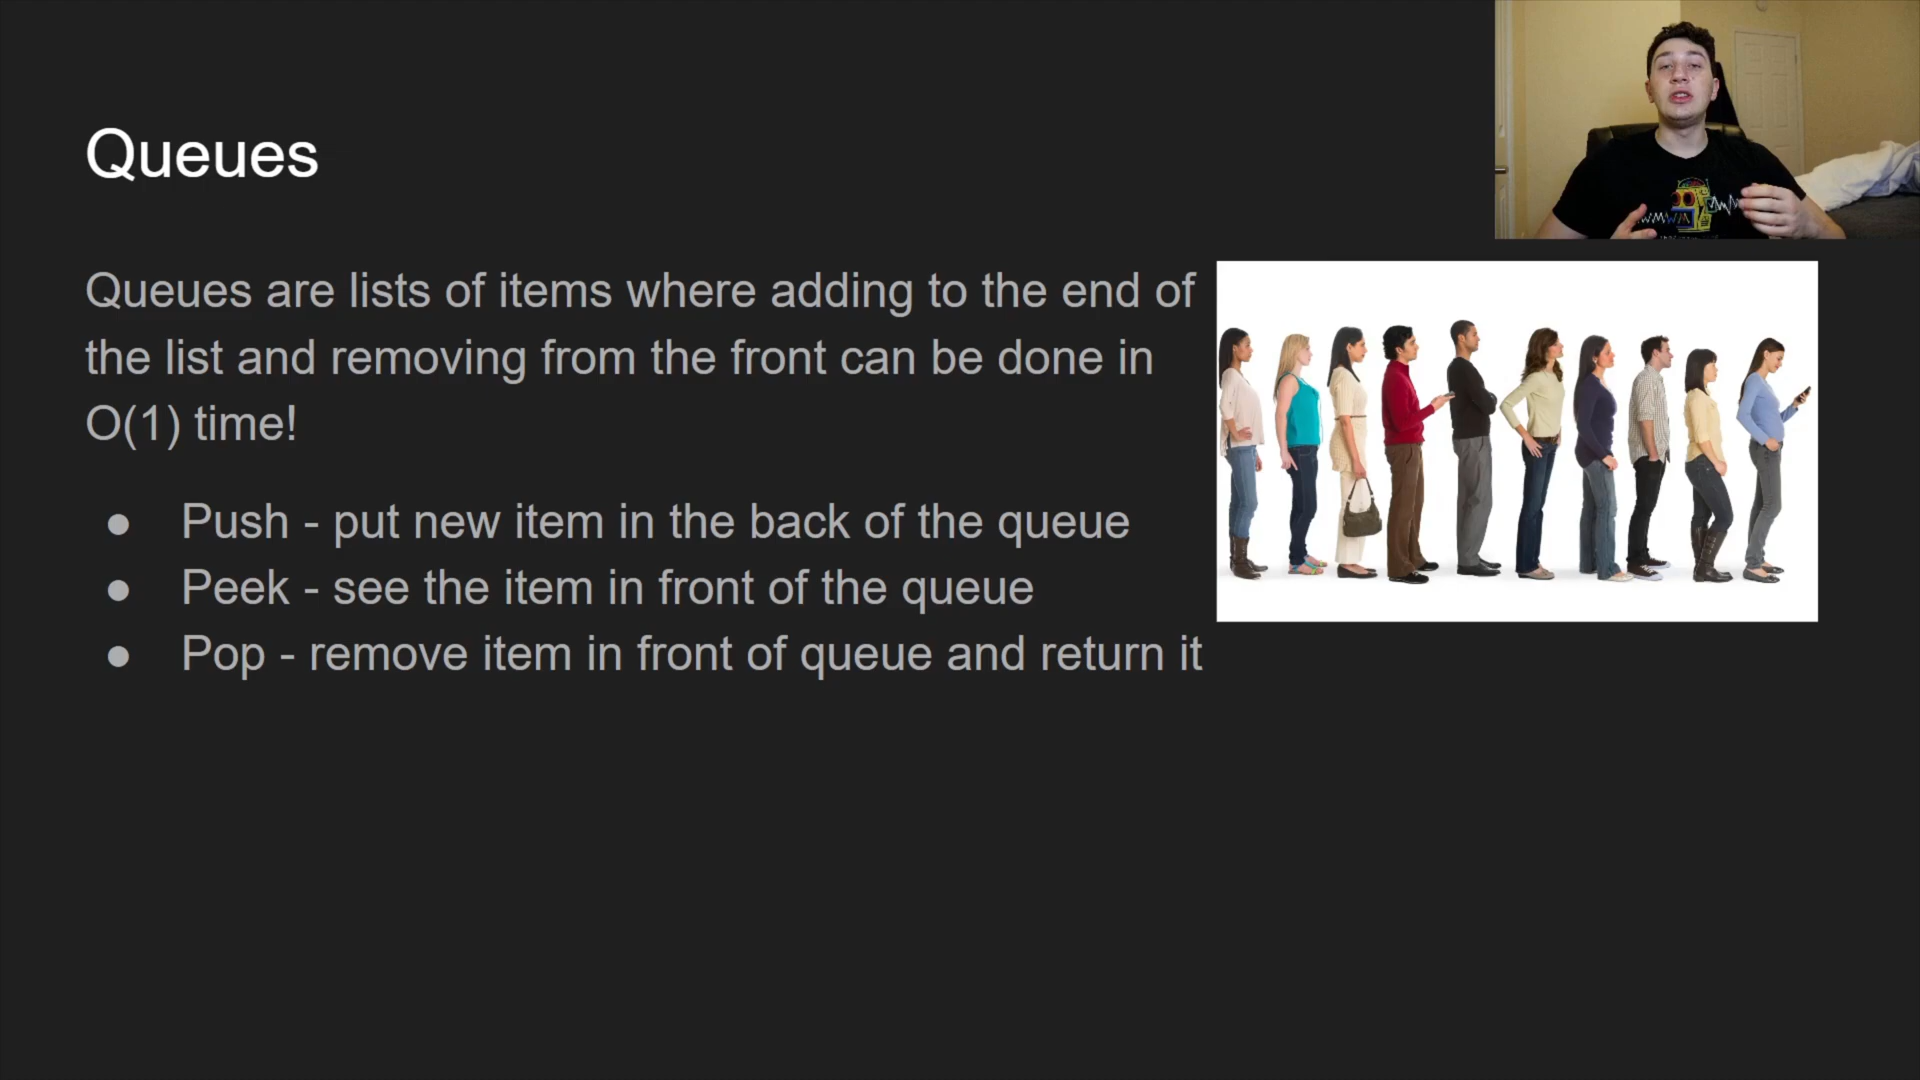 Queues
Queues are lists of items where adding to the end of
the list and removing from the front can be done in
O(1) time!
● Push - put new item in the back of the queue
● Peek - see the item in front of the queue
● Pop - remove item in front of queue and return it